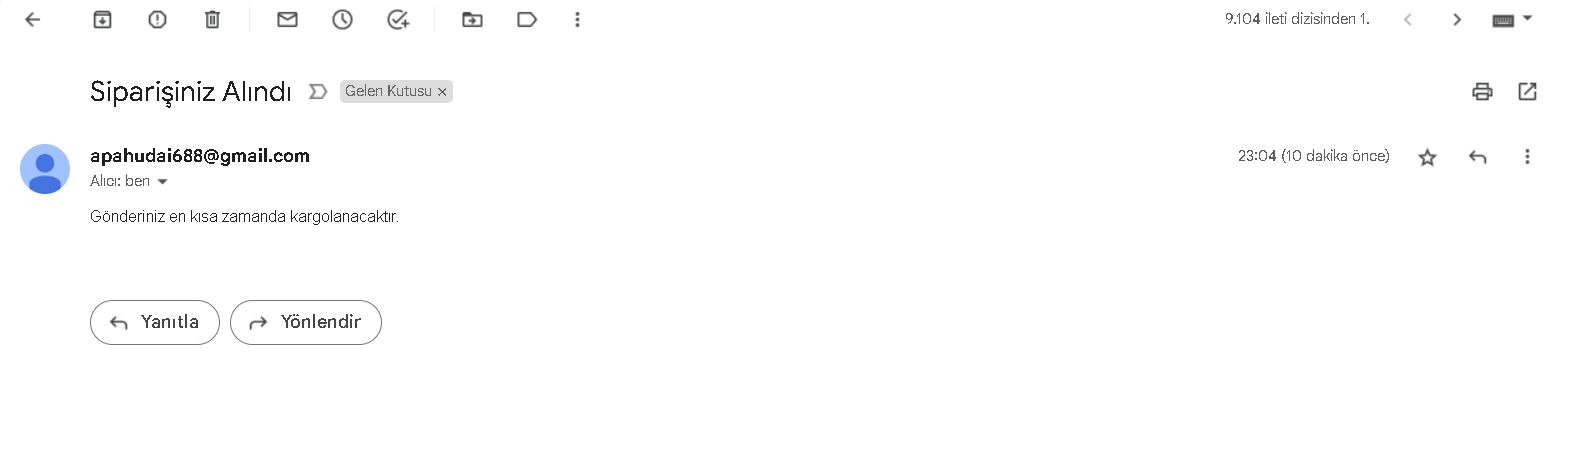 9.104 ileti dizisinden 1.
Siparişiniz Alındı
Gelen Kutusu ×
apahudai688@gmail.com
23:04 (10 dakika önce)
Alıcı: ben
Gönderiniz en kısa zamanda kargolanacaktır.
Yanıtla
Yönlendir